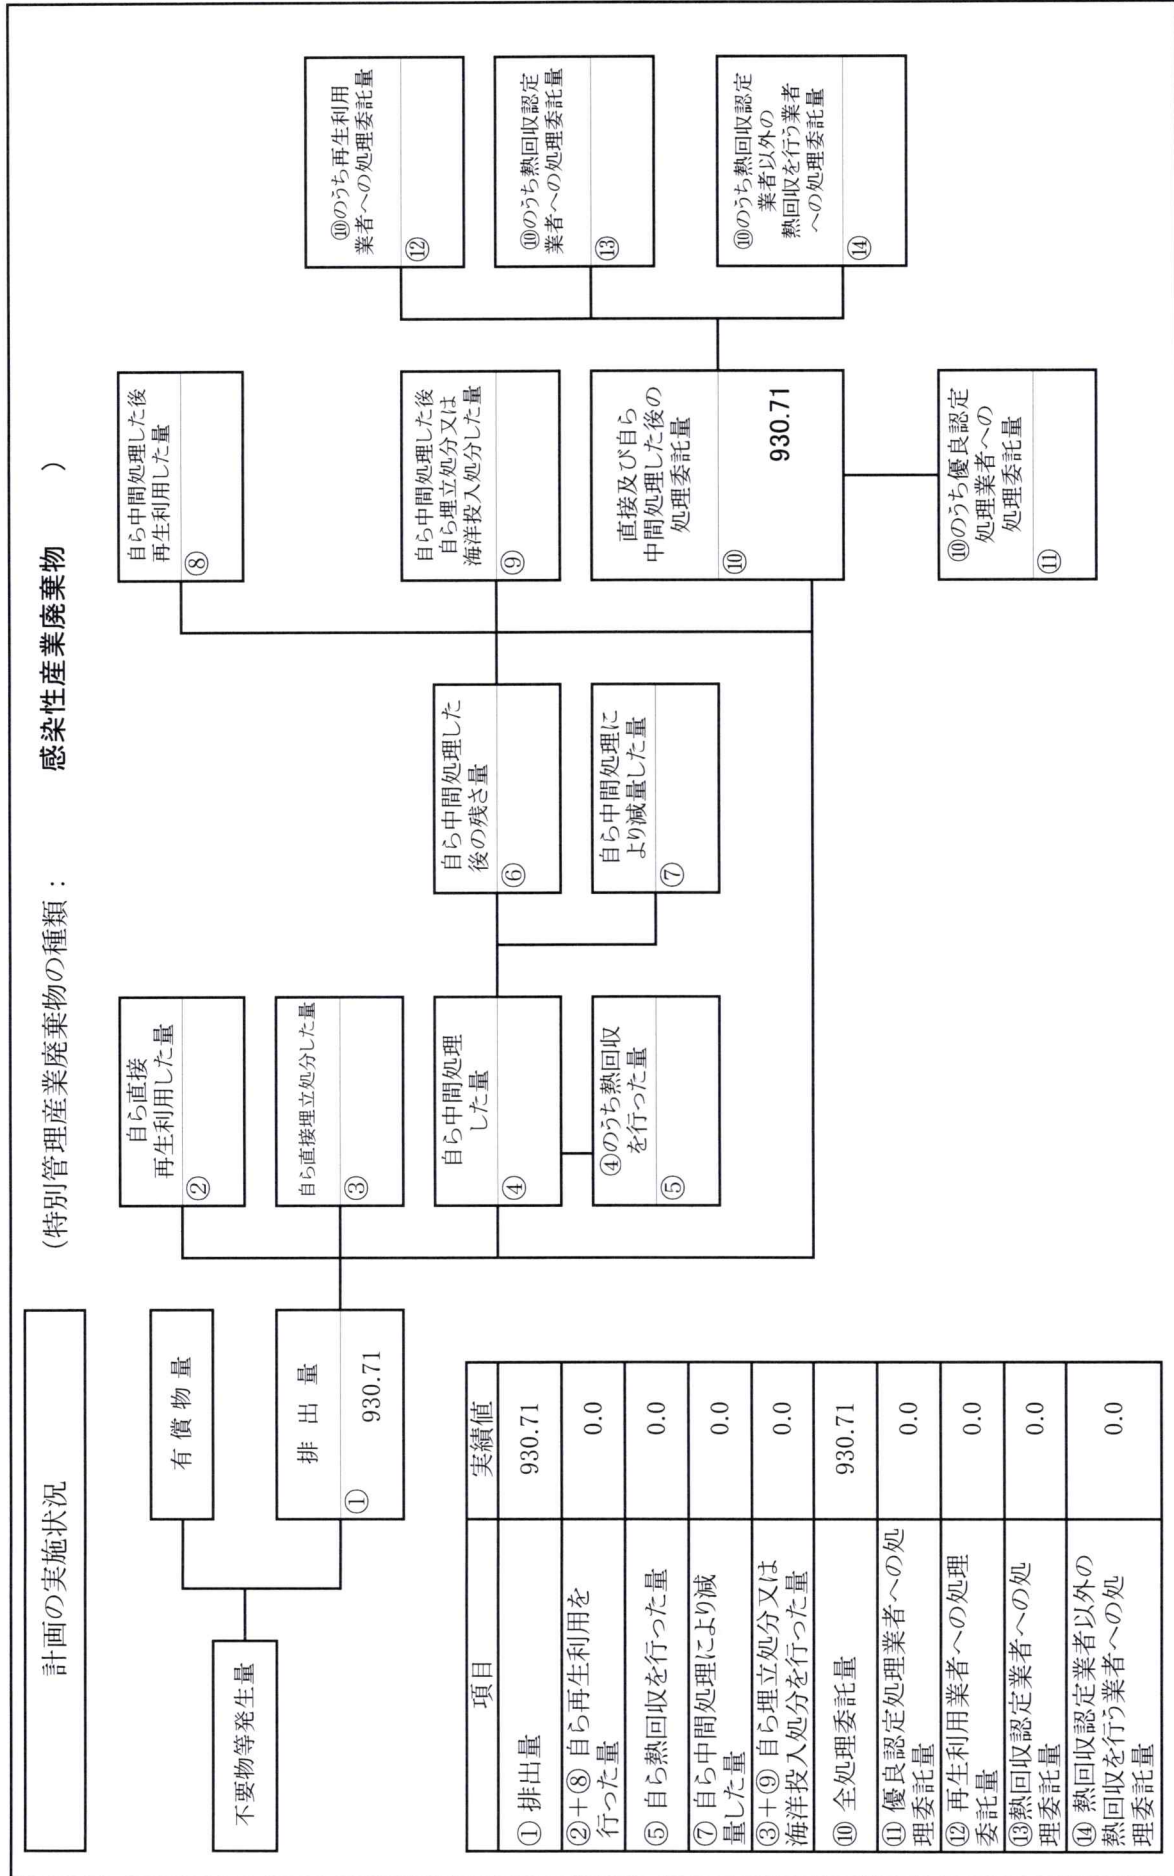 計画の実施状況
(特別管理産業廃棄物の種類： 感染性産業廃棄物 )
不要物等発生量
有償物量
排出量
①
930.71
自ら直接
再生利用した量
②
自ら直接埋立処分した量
③
自ら中間処理
した量
④
④のうち熱回収
を行った量
⑤
自ら中間処理した
後の残さ量
⑥
自ら中間処理に
より減量した量
⑦
自ら中間処理した後
再生利用した量
⑧
自ら中間処理した後
自ら埋立処分又は
海洋投入処分した量
⑨
直接及び自ら
中間処理した後の
処理委託量
⑩
930.71
⑩のうち優良認定
処理業者への
処理委託量
⑪
⑩のうち再生利用
業者への処理委託量
⑫
⑩のうち熱回収認定
業者への処理委託量
⑬
⑩のうち熱回収認定
業者以外の
熱回収を行う業者
への処理委託量
⑭
項目 実績値
① 排出量 930.71
②＋⑧ 自ら再生利用を
行った量 0.0
⑤ 自ら熱回収を行った量 0.0
⑦ 自ら中間処理により減
量した量 0.0
③＋⑨ 自ら埋立処分又は
海洋投入処分を行った量 0.0
⑩ 全処理委託量 930.71
⑪ 優良認定処理業者への処
理委託量 0.0
⑫ 再生利用業者への処理
委託量 0.0
⑬熱回収認定業者への処
理委託量 0.0
⑭ 熱回収認定業者以外の
熱回収を行う業者への処
理委託量 0.0